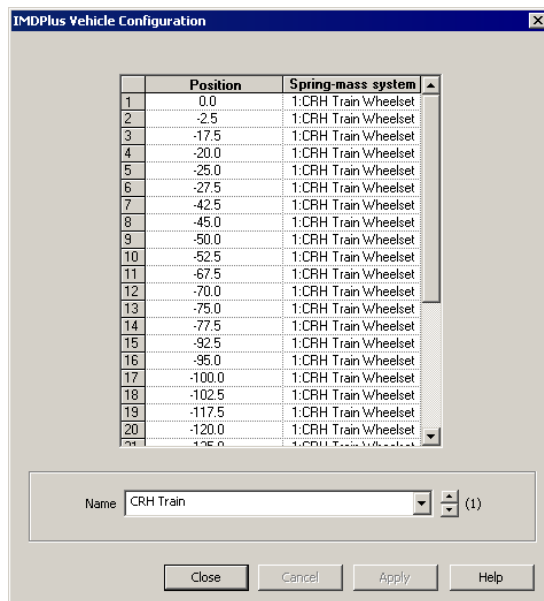 IMDPlus Vehicle Configuration
Position Spring-mass system
1 0.0 1:CRH Train Wheelset
2 -2.5 1:CRH Train Wheelset
3 -17.5 1:CRH Train Wheelset
4 -20.0 1:CRH Train Wheelset
5 -25.0 1:CRH Train Wheelset
6 -27.5 1:CRH Train Wheelset
7 -42.5 1:CRH Train Wheelset
8 -45.0 1:CRH Train Wheelset
9 -50.0 1:CRH Train Wheelset
10 -52.5 1:CRH Train Wheelset
11 -67.5 1:CRH Train Wheelset
12 -70.0 1:CRH Train Wheelset
13 -75.0 1:CRH Train Wheelset
14 -77.5 1:CRH Train Wheelset
15 -92.5 1:CRH Train Wheelset
16 -95.0 1:CRH Train Wheelset
17 -100.0 1:CRH Train Wheelset
18 -102.5 1:CRH Train Wheelset
19 -117.5 1:CRH Train Wheelset
20 -120.0 1:CRH Train Wheelset
21 -125.0 1:CRH Train Wheelset
Name CRH Train (1)
Close Cancel Apply Help